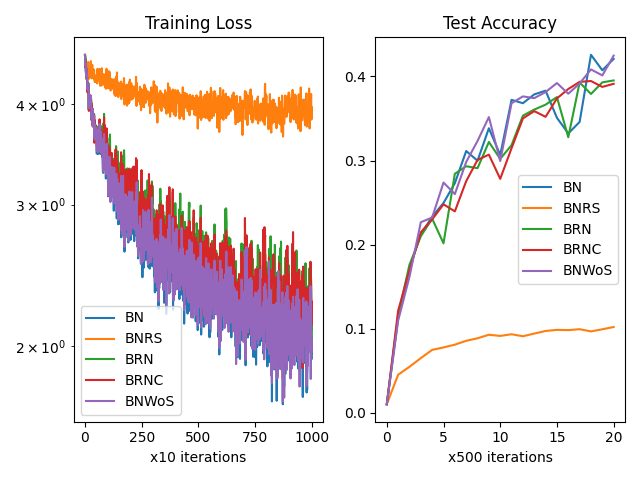 Training Loss
4 × 10⁰
3 × 10⁰
2 × 10⁰
BN
BNRS
BRN
BRNC
BNWoS
0 250 500 750 1000
x10 iterations
Test Accuracy
0.4
0.3
0.2
0.1
0.0
BN
BNRS
BRN
BRNC
BNWoS
0 5 10 15 20
x500 iterations